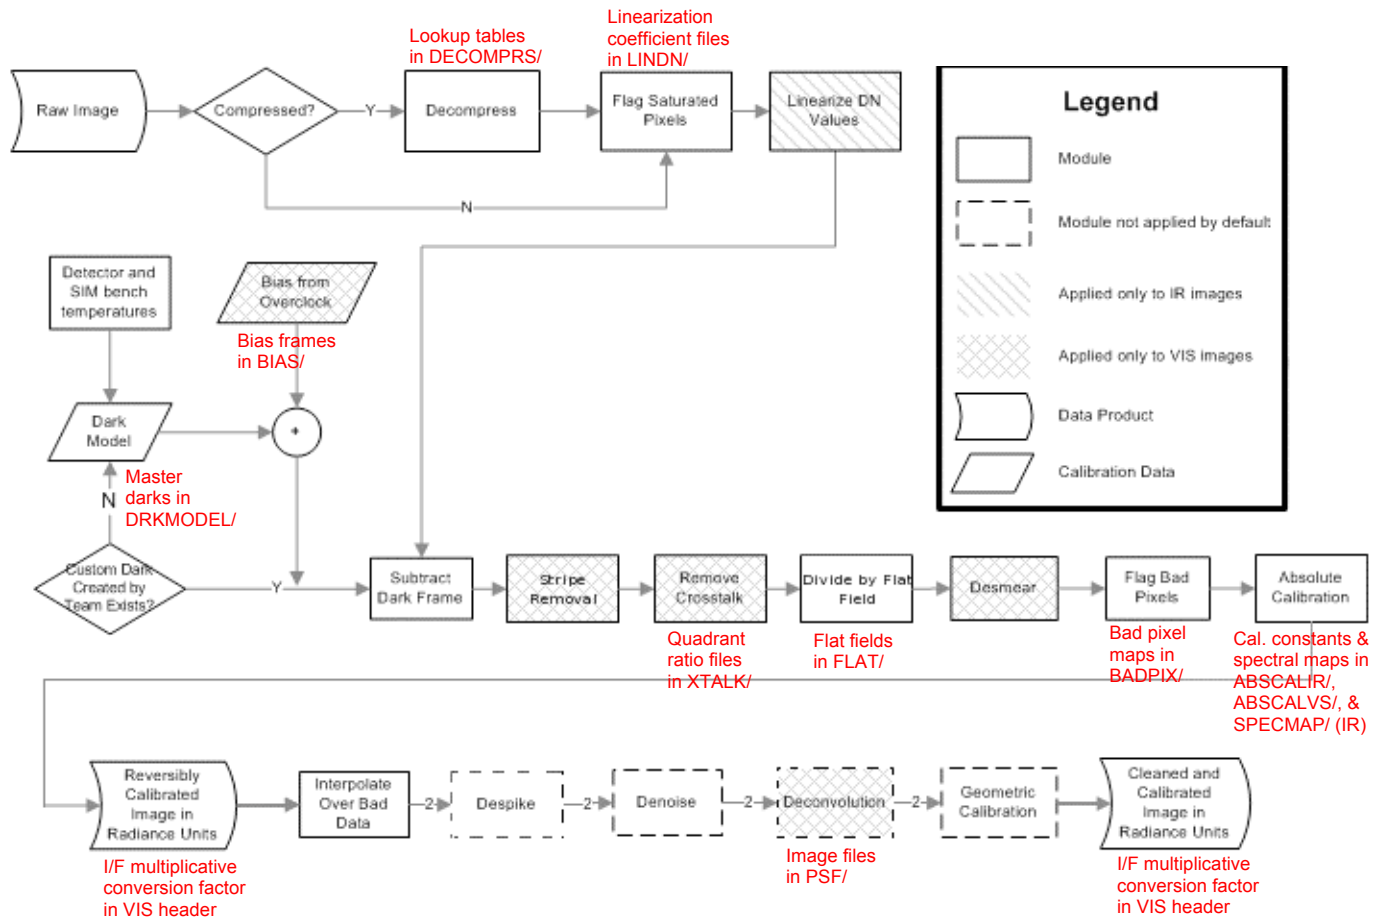 Lookup tables
in DECOMPRS/
Linearization
coefficient files
in LINDN/
Raw Image
Compressed?
Y
Decompress
Flag Saturated
Pixels
Linearize DN
Values
N
Legend
Module
Module not applied by default
Applied only to IR images
Applied only to VIS images
Data Product
Calibration Data
Detector and
SIM bench
temperatures
Bias from
Overclock
Bias frames
in BIAS/
Dark
Model
+
Master
darks in
DRKMODEL/
N
Custom Dark
Created by
Team Exists?
Y
Subtract
Dark Frame
Stripe
Removal
Remove
Crosstalk
Divide by Flat
Field
Desmear
Flag Bad
Pixels
Absolute
Calibration
Quadrant
ratio files
in XTALK/
Flat fields
in FLAT/
Bad pixel
maps in
BADPIX/
Cal. constants &
spectral maps in
ABSCALIR/,
ABSCALVS/, &
SPECMAP/ (IR)
Reversibly
Calibrated
Image in
Radiance Units
Interpolate
Over Bad
Data
2
Despike
2
Denoise
2
Deconvolution
2
Geometric
Calibration
Cleaned and
Calibrated
Image in
Radiance Units
I/F multiplicative
conversion factor
in VIS header
Image files
in PSF/
I/F multiplicative
conversion factor
in VIS header